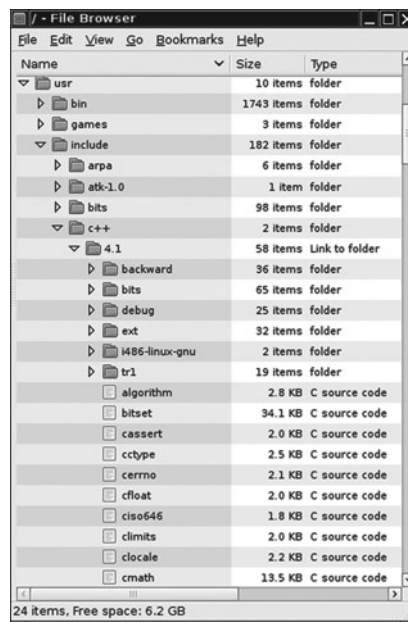 / - File Browser
File Edit View Go Bookmarks Help
Name Size Type
usr 10 items folder
bin 1743 items folder
games 3 items folder
include 182 items folder
arpa 6 items folder
atk-1.0 1 item folder
bits 98 items folder
c++ 2 items folder
4.1 58 items Link to folder
backward 36 items folder
bits 65 items folder
debug 25 items folder
ext 32 items folder
i486-linux-gnu 2 items folder
tr1 19 items folder
algorithm 2.8 KB C source code
bitset 34.1 KB C source code
cassert 2.0 KB C source code
cctype 2.5 KB C source code
cerrno 2.1 KB C source code
cfloat 2.0 KB C source code
ciso646 1.8 KB C source code
climits 2.0 KB C source code
clocale 2.2 KB C source code
cmath 13.5 KB C source code
24 items, Free space: 6.2 GB